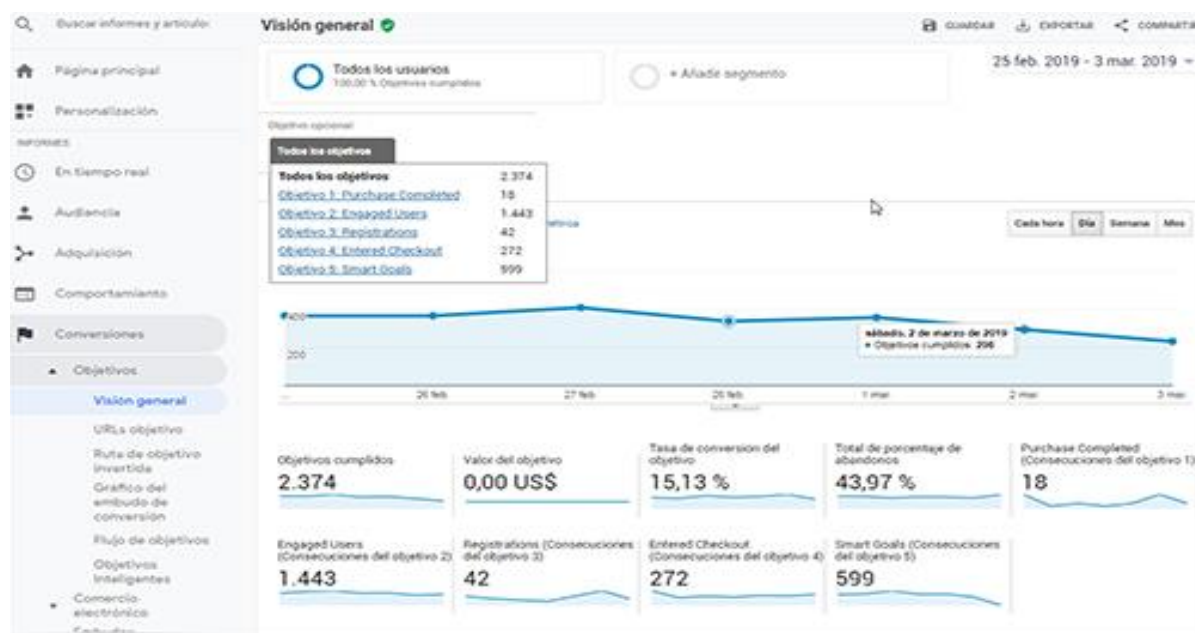 Buscar informes y artículos
Visión general
GUARDAR
EXPORTAR
COMPARTIR
Página principal
Personalización
INFORMES
En tiempo real
Audiencia
Adquisición
Comportamiento
Conversiones
Objetivos
Visión general
URLs objetivo
Ruta de objetivo
invertida
Gráfico del
embudo de
conversión
Flujo de objetivos
Objetivos
Inteligentes
Comercio
electrónico
Todos los usuarios
100,00 % Objetivos cumplidos
+ Añade segmento
25 feb. 2019 - 3 mar. 2019
Objetivo opcional:
Todos los objetivos
Todos los objetivos 2.374
Objetivo 1: Purchase Completed 18
Objetivo 2: Engaged Users 1.443
Objetivo 3: Registrations 42
Objetivo 4: Entered Checkout 272
Objetivo 5: Smart Goals 599
Cada hora Día Semana Mes
400
200
sábado, 2 de marzo de 2019
Objetivos cumplidos: 296
...
26 feb.
27 feb.
28 feb.
1 mar.
2 mar.
3 mar.
Objetivos cumplidos
2.374
Valor del objetivo
0,00 US$
Tasa de conversion del
objetivo
15,13 %
Total de porcentaje de
abandonos
43,97 %
Purchase Completed
(Consecuciones del objetivo 1)
18
Engaged Users
(Consecuciones del objetivo 2)
1.443
Registrations (Consecuciones
del objetivo 3)
42
Entered Checkout
(Consecuciones del objetivo 4)
272
Smart Goals (Consecuciones
del objetivo 5)
599